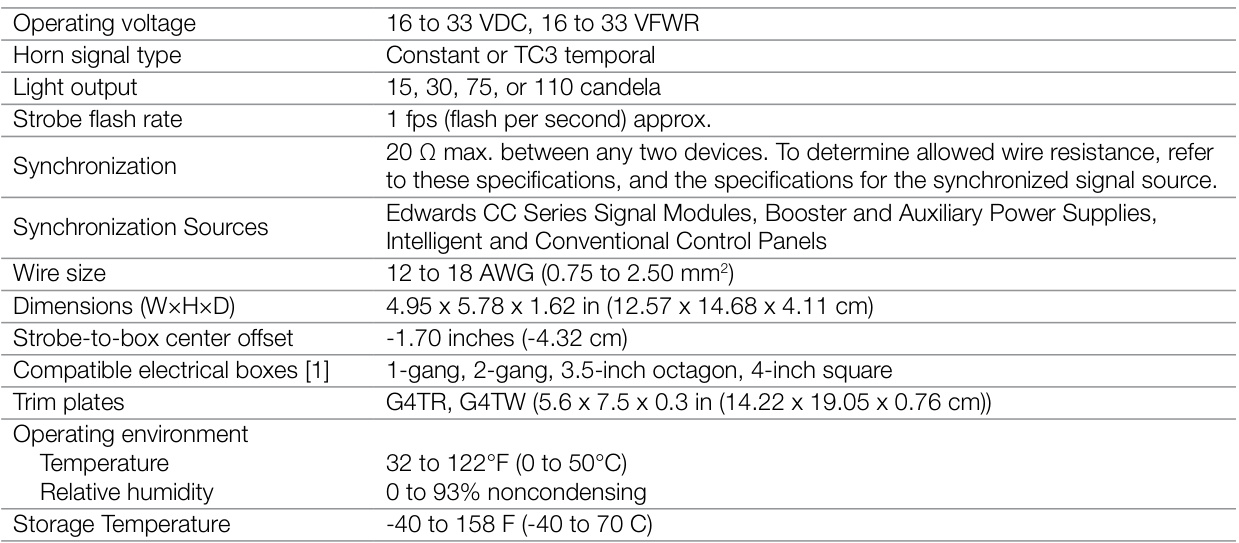 Operating voltage 16 to 33 VDC, 16 to 33 VFWR
Horn signal type Constant or TC3 temporal
Light output 15, 30, 75, or 110 candela
Strobe flash rate 1 fps (flash per second) approx.
Synchronization 20 Ω max. between any two devices. To determine allowed wire resistance, refer
to these specifications, and the specifications for the synchronized signal source.
Synchronization Sources Edwards CC Series Signal Modules, Booster and Auxiliary Power Supplies,
Intelligent and Conventional Control Panels
Wire size 12 to 18 AWG (0.75 to 2.50 mm²)
Dimensions (W×H×D) 4.95 x 5.78 x 1.62 in (12.57 x 14.68 x 4.11 cm)
Strobe-to-box center offset -1.70 inches (-4.32 cm)
Compatible electrical boxes [1] 1-gang, 2-gang, 3.5-inch octagon, 4-inch square
Trim plates G4TR, G4TW (5.6 x 7.5 x 0.3 in (14.22 x 19.05 x 0.76 cm))
Operating environment
Temperature 32 to 122°F (0 to 50°C)
Relative humidity 0 to 93% noncondensing
Storage Temperature -40 to 158 F (-40 to 70 C)